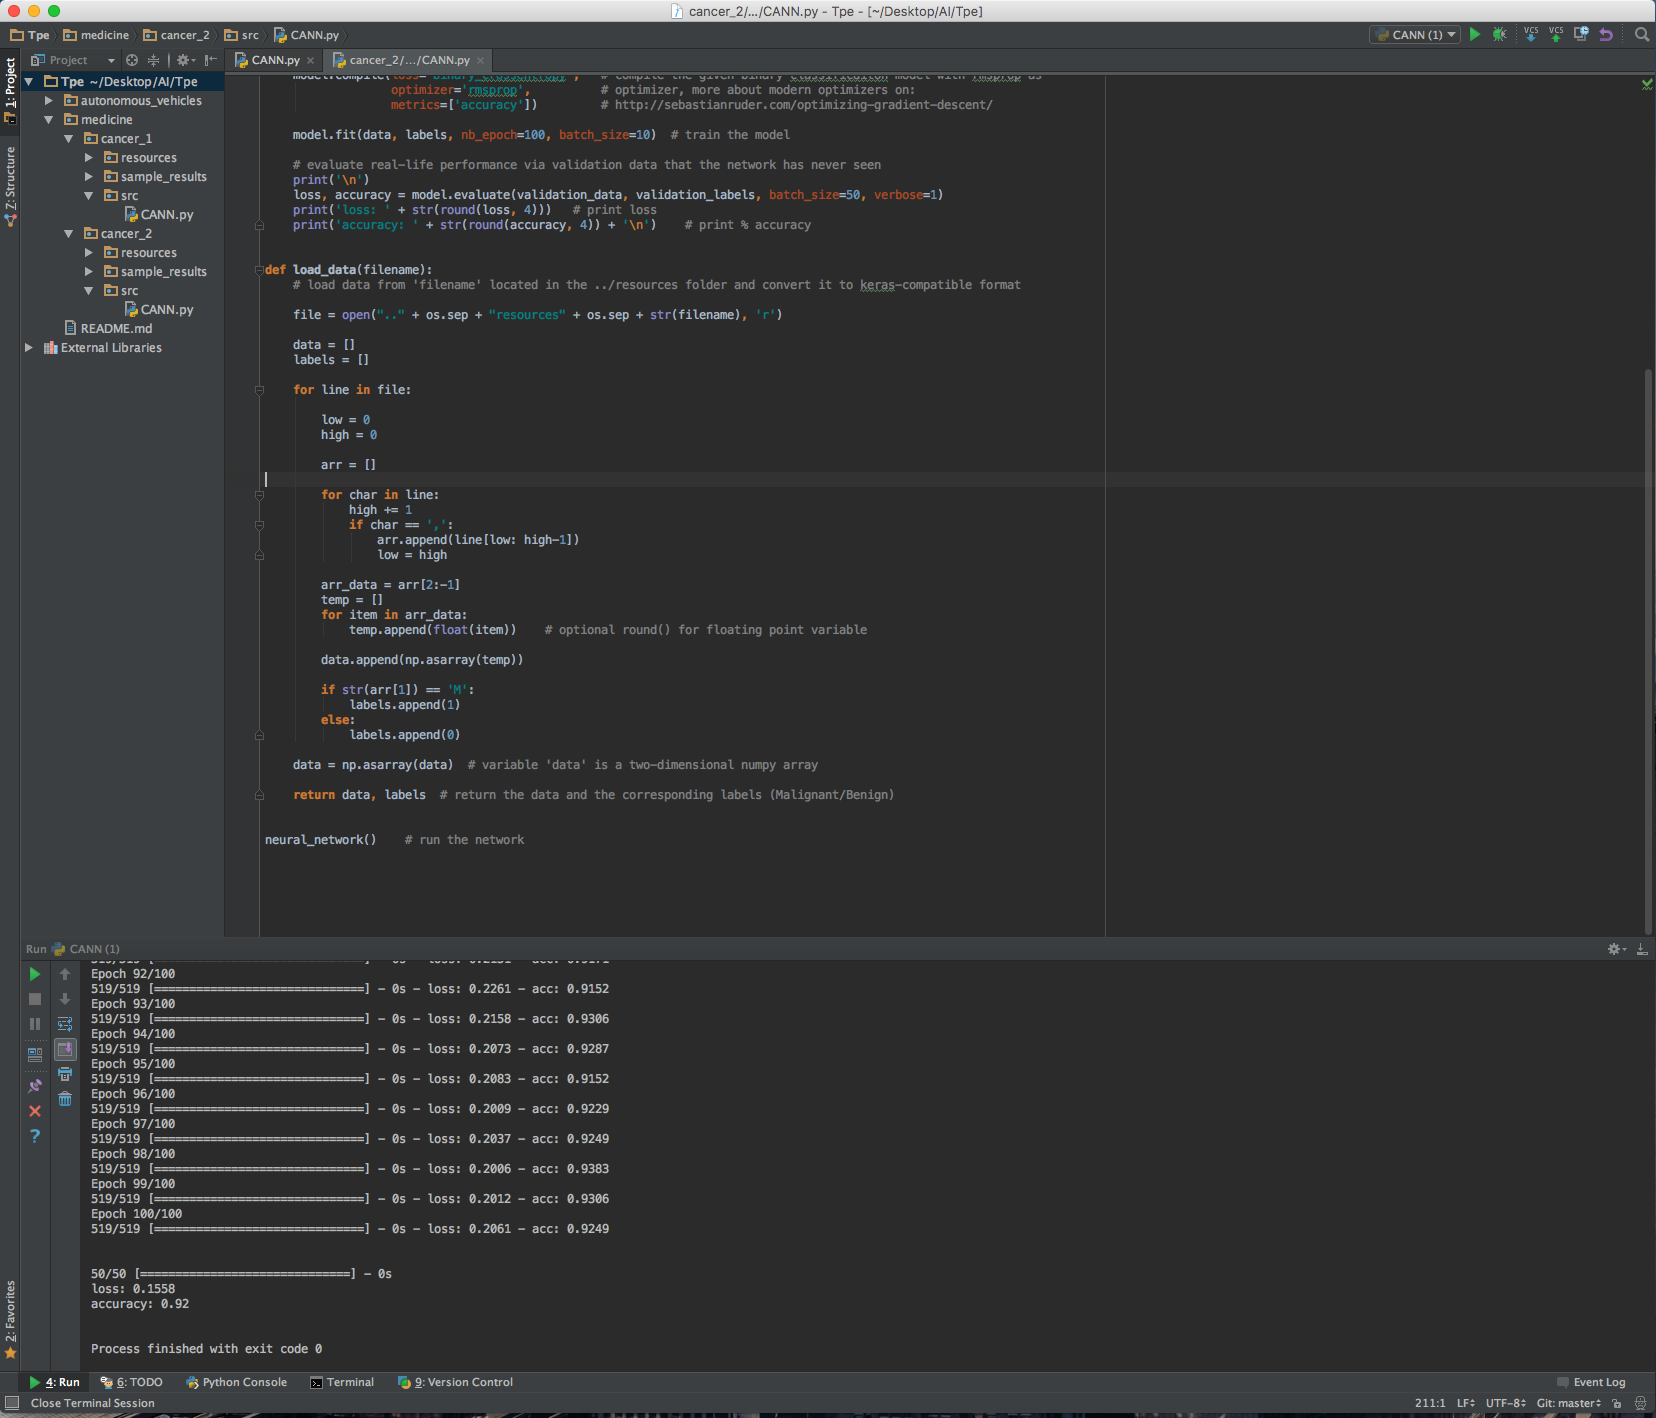 cancer_2/.../CANN.py - Tpe - [~/Desktop/AI/Tpe]
Tpe medicine cancer_2 src CANN.py
CANN (1)
VCS VCS
Project
CANN.py cancer_2/.../CANN.py
1: Project
Z: Structure
2: Favorites
Tpe ~/Desktop/AI/Tpe
autonomous_vehicles
medicine
cancer_1
resources
sample_results
src
CANN.py
cancer_2
resources
sample_results
src
CANN.py
README.md
External Libraries
model.compile(loss='binary_crossentropy', # compile the given binary classificaiton model with rmsprop as
optimizer='rmsprop', # optimizer, more about modern optimizers on:
metrics=['accuracy']) # http://sebastianruder.com/optimizing-gradient-descent/
model.fit(data, labels, nb_epoch=100, batch_size=10) # train the model
# evaluate real-life performance via validation data that the network has never seen
print('\n')
loss, accuracy = model.evaluate(validation_data, validation_labels, batch_size=50, verbose=1)
print('loss: ' + str(round(loss, 4))) # print loss
print('accuracy: ' + str(round(accuracy, 4)) + '\n') # print % accuracy
def load_data(filename):
# load data from 'filename' located in the ../resources folder and convert it to keras-compatible format
file = open(".." + os.sep + "resources" + os.sep + str(filename), 'r')
data = []
labels = []
for line in file:
low = 0
high = 0
arr = []
for char in line:
high += 1
if char == ',':
arr.append(line[low: high-1])
low = high
arr_data = arr[2:-1]
temp = []
for item in arr_data:
temp.append(float(item)) # optional round() for floating point variable
data.append(np.asarray(temp))
if str(arr[1]) == 'M':
labels.append(1)
else:
labels.append(0)
data = np.asarray(data) # variable 'data' is a two-dimensional numpy array
return data, labels # return the data and the corresponding labels (Malignant/Benign)
neural_network() # run the network
Run CANN (1)
Epoch 92/100
519/519 [==============================] - 0s - loss: 0.2261 - acc: 0.9152
Epoch 93/100
519/519 [==============================] - 0s - loss: 0.2158 - acc: 0.9306
Epoch 94/100
519/519 [==============================] - 0s - loss: 0.2073 - acc: 0.9287
Epoch 95/100
519/519 [==============================] - 0s - loss: 0.2083 - acc: 0.9152
Epoch 96/100
519/519 [==============================] - 0s - loss: 0.2009 - acc: 0.9229
Epoch 97/100
519/519 [==============================] - 0s - loss: 0.2037 - acc: 0.9249
Epoch 98/100
519/519 [==============================] - 0s - loss: 0.2006 - acc: 0.9383
Epoch 99/100
519/519 [==============================] - 0s - loss: 0.2012 - acc: 0.9306
Epoch 100/100
519/519 [==============================] - 0s - loss: 0.2061 - acc: 0.9249
50/50 [==============================] - 0s
loss: 0.1558
accuracy: 0.92
Process finished with exit code 0
4: Run 6: TODO Python Console Terminal 9: Version Control Event Log
Close Terminal Session 211:1 LF UTF-8 Git: master